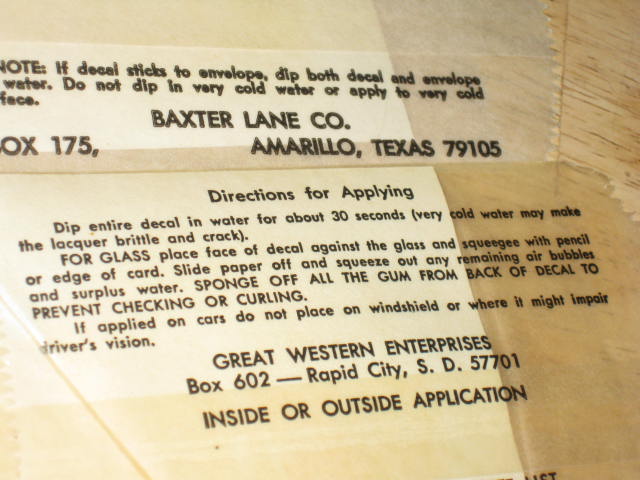 NOTE: If decal sticks to envelope, dip both decal and envelope
water. Do not dip in very cold water or apply to very cold
face.
BAXTER LANE CO.
BOX 175, AMARILLO, TEXAS 79105
Directions for Applying
Dip entire decal in water for about 30 seconds (very cold water may make
the lacquer brittle and crack).
FOR GLASS place face of decal against the glass and squeegee with pencil
or edge of card. Slide paper off and squeeze out any remaining air bubbles
and surplus water. SPONGE OFF ALL THE GUM FROM BACK OF DECAL TO
PREVENT CHECKING OR CURLING.
If applied on cars do not place on windshield or where it might impair
driver's vision.
GREAT WESTERN ENTERPRISES
Box 602 — Rapid City, S. D. 57701
INSIDE OR OUTSIDE APPLICATION
LIST